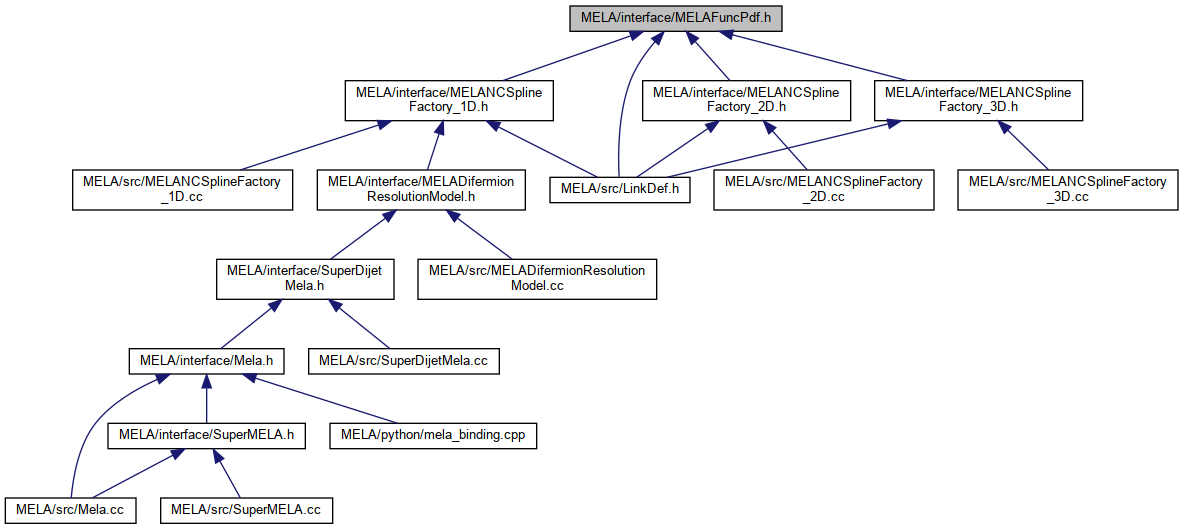 MELA/interface/MELAFuncPdf.h
MELA/interface/MELANCSpline
Factory_1D.h
MELA/interface/MELANCSpline
Factory_2D.h
MELA/interface/MELANCSpline
Factory_3D.h
MELA/src/MELANCSplineFactory
_1D.cc
MELA/interface/MELADifermion
ResolutionModel.h
MELA/src/LinkDef.h
MELA/src/MELANCSplineFactory
_2D.cc
MELA/src/MELANCSplineFactory
_3D.cc
MELA/interface/SuperDijet
Mela.h
MELA/src/MELADifermionResolution
Model.cc
MELA/interface/Mela.h
MELA/src/SuperDijetMela.cc
MELA/interface/SuperMELA.h
MELA/python/mela_binding.cpp
MELA/src/Mela.cc
MELA/src/SuperMELA.cc